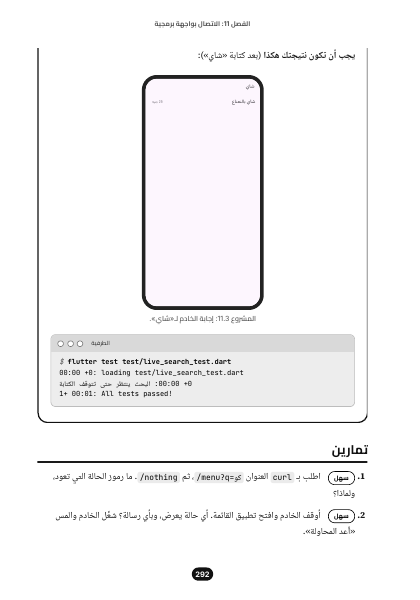 الفصل 11: الاتصال بواجهة برمجية
يجب أن تكون نتيجتك هكذا (بعد كتابة «شاي»):
شاي
شاي بالنعناع
المشروع 11.3: إجابة الخادم لـ«شاي».
الطرفية
$ flutter test test/live_search_test.dart
00:00 +0: loading test/live_search_test.dart
00:00 +0: البحث ينتظر حتى تتوقف الكتابة
00:01 +1: All tests passed!
تمارين
1. سهل اطلب بـ curl العنوان /menu?q=كو، ثم /nothing. ما رموز الحالة التي تعود،
ولماذا؟
2. سهل أوقف الخادم وافتح تطبيق القائمة. أي حالة يعرض، وبأي رسالة؟ شغّل الخادم والمس
«أعد المحاولة».
292